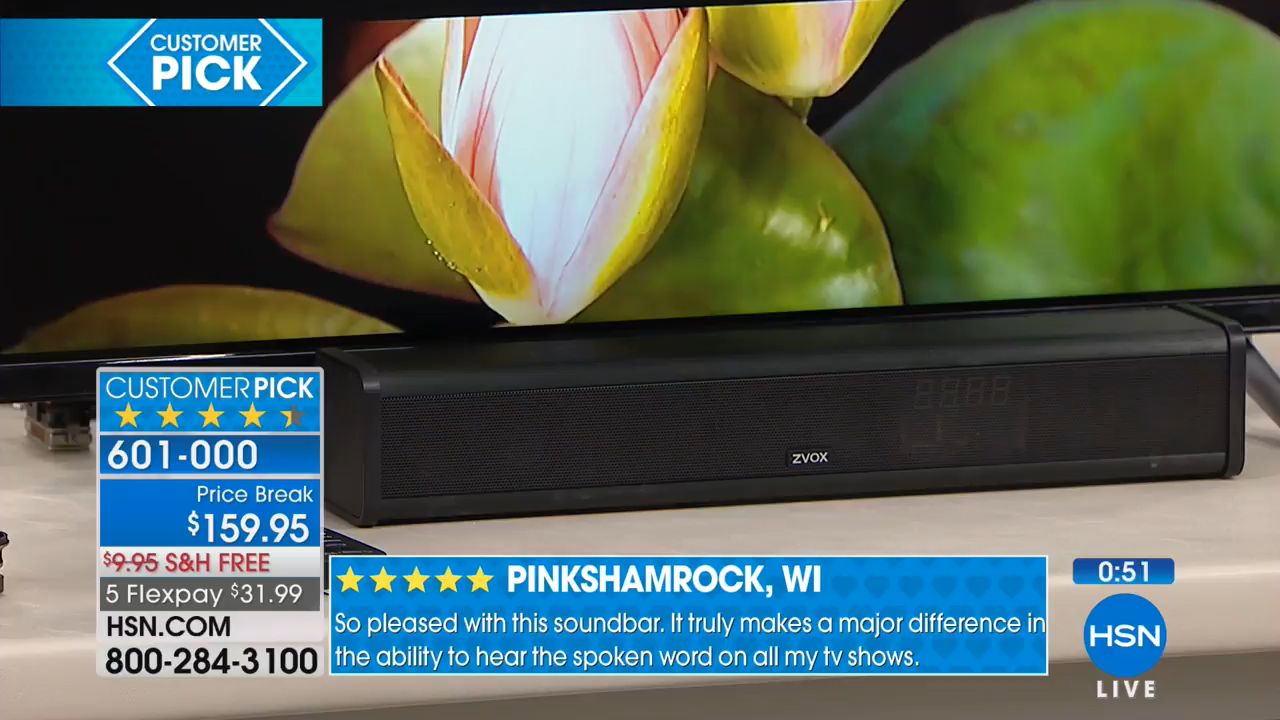 CUSTOMER
PICK
ZVOX
CUSTOMERPICK
601-000
Price Break
$159.95
$9.95 S&H FREE
5 Flexpay $31.99
HSN.COM
800-284-3100
PINKSHAMROCK, WI
So pleased with this soundbar. It truly makes a major difference in
the ability to hear the spoken word on all my tv shows.
0:51
HSN
LIVE